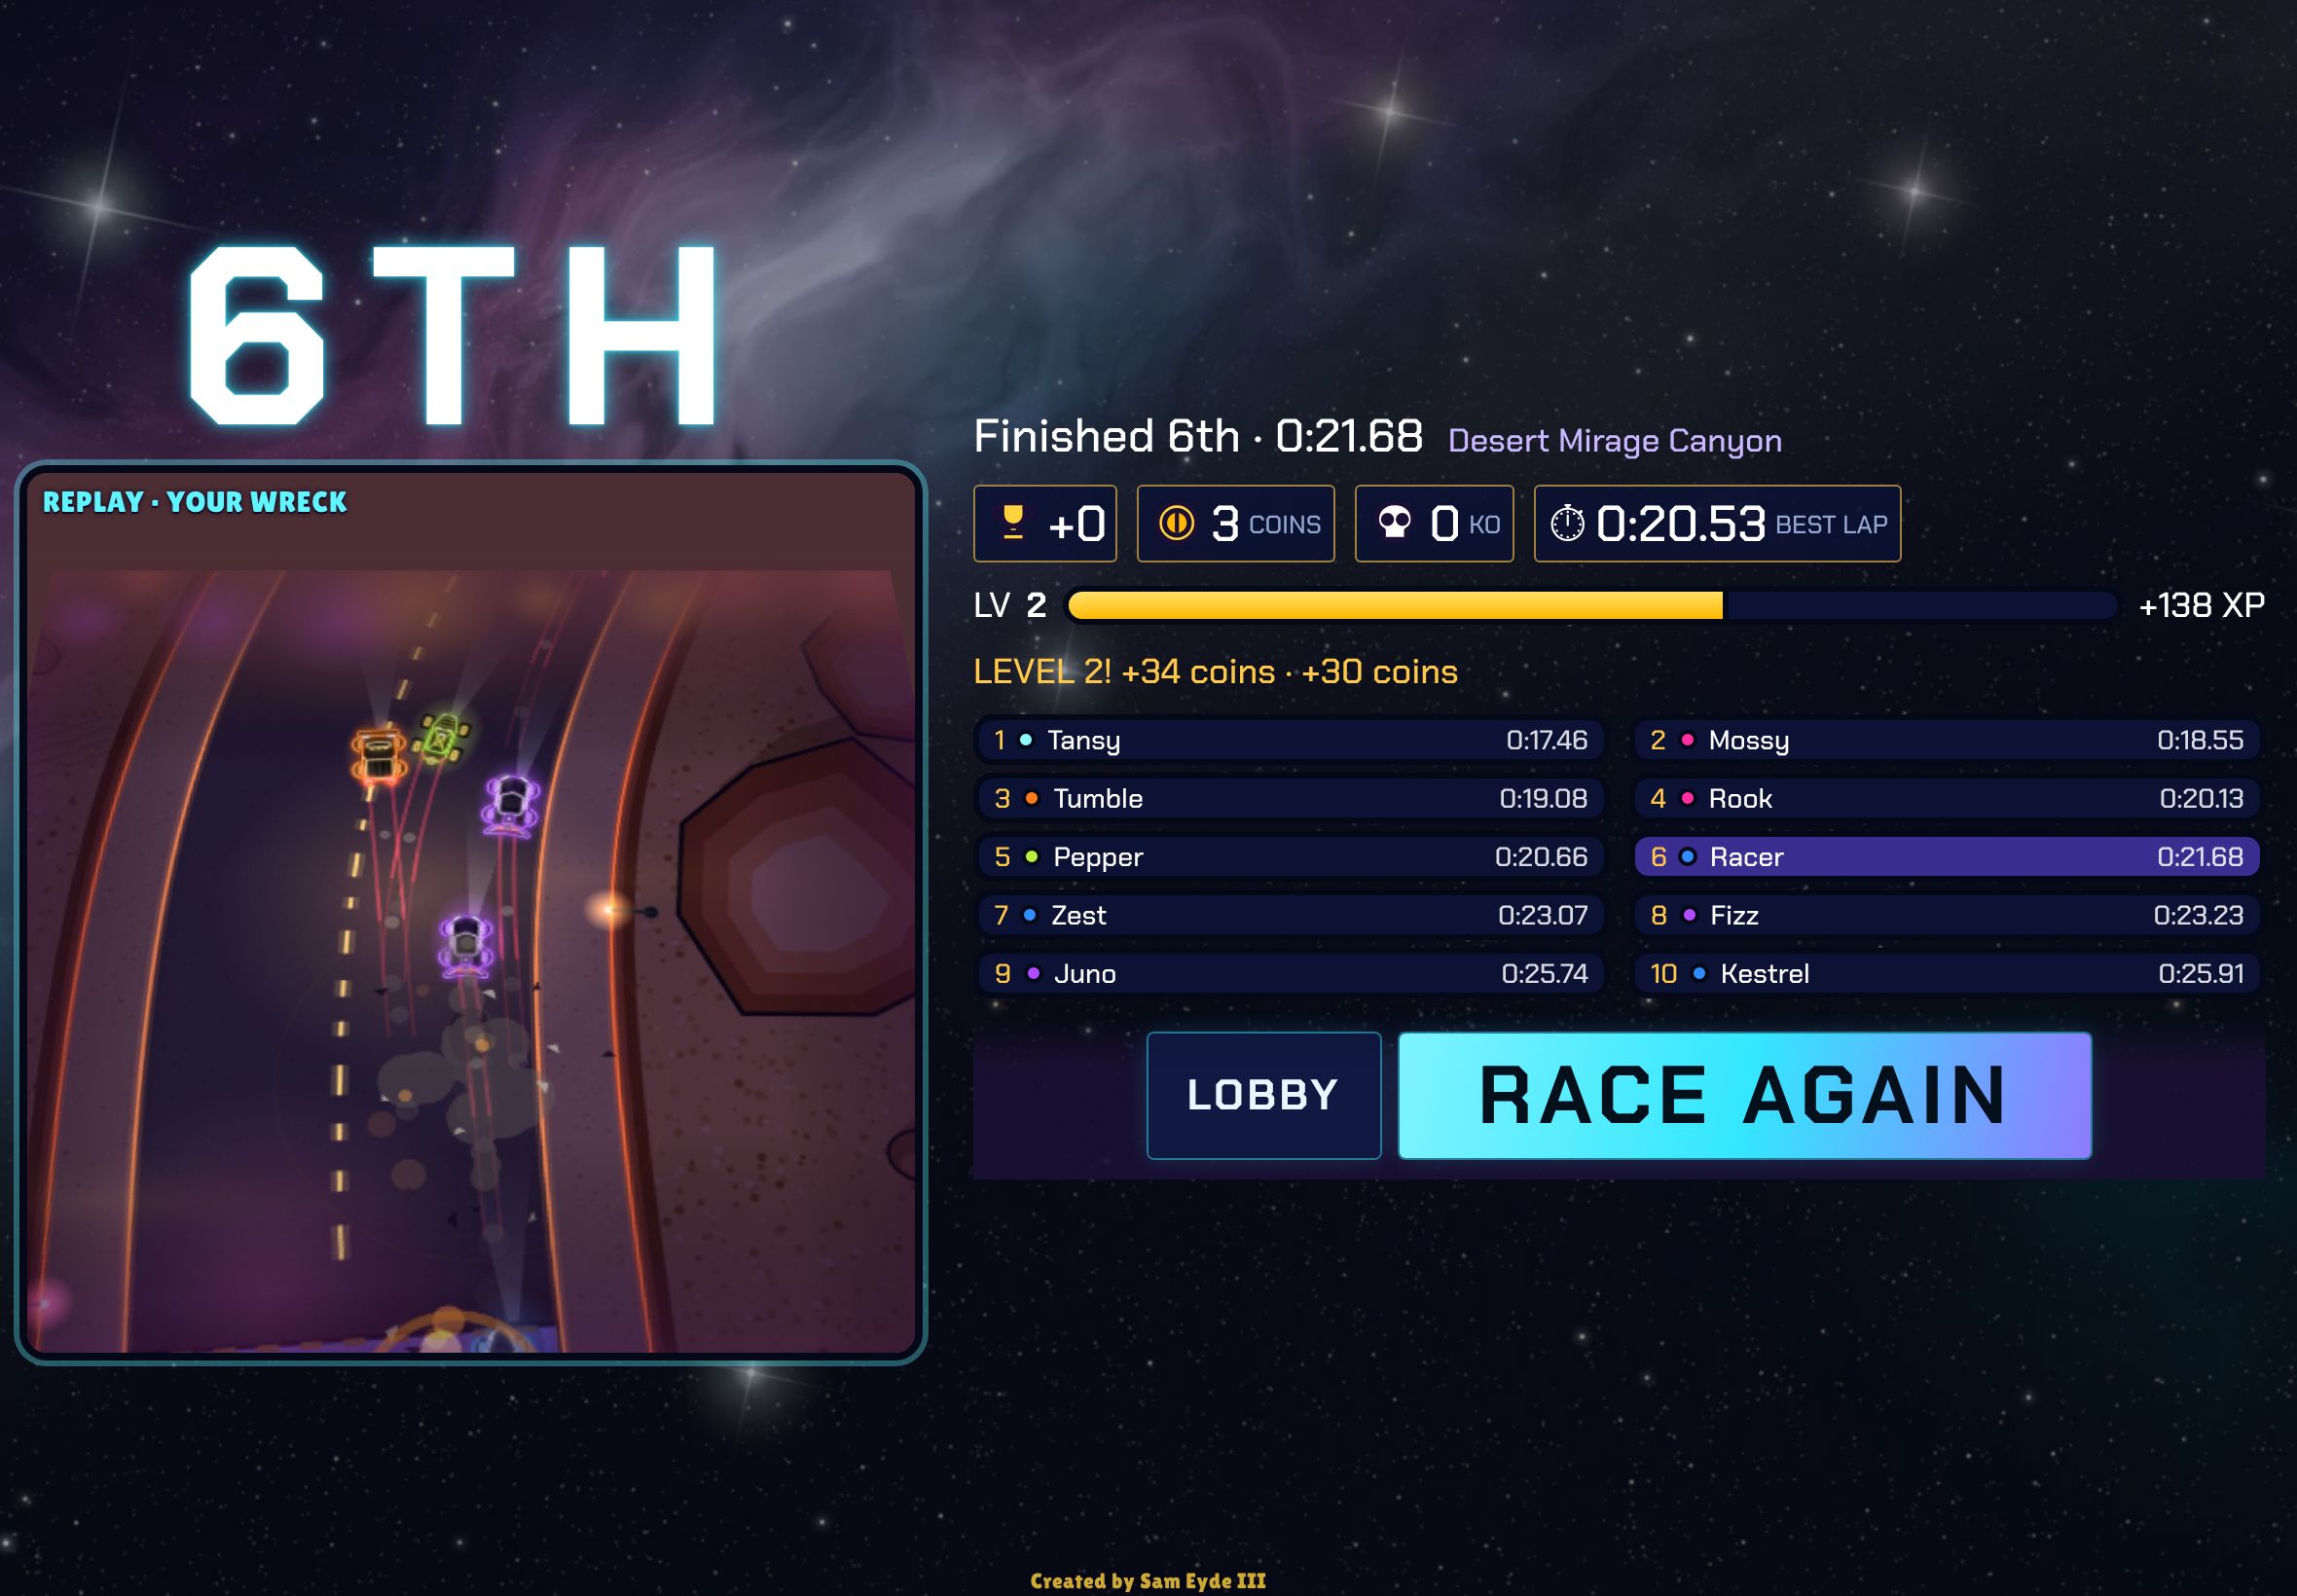 6TH
REPLAY · YOUR WRECK
Finished 6th · 0:21.68 Desert Mirage Canyon
+0 3 COINS 0 KO 0:20.53 BEST LAP
LV 2 +138 XP
LEVEL 2! +34 coins · +30 coins
1 Tansy 0:17.46
2 Mossy 0:18.55
3 Tumble 0:19.08
4 Rook 0:20.13
5 Pepper 0:20.66
6 Racer 0:21.68
7 Zest 0:23.07
8 Fizz 0:23.23
9 Juno 0:25.74
10 Kestrel 0:25.91
LOBBY
RACE AGAIN
Created by Sam Eyde III